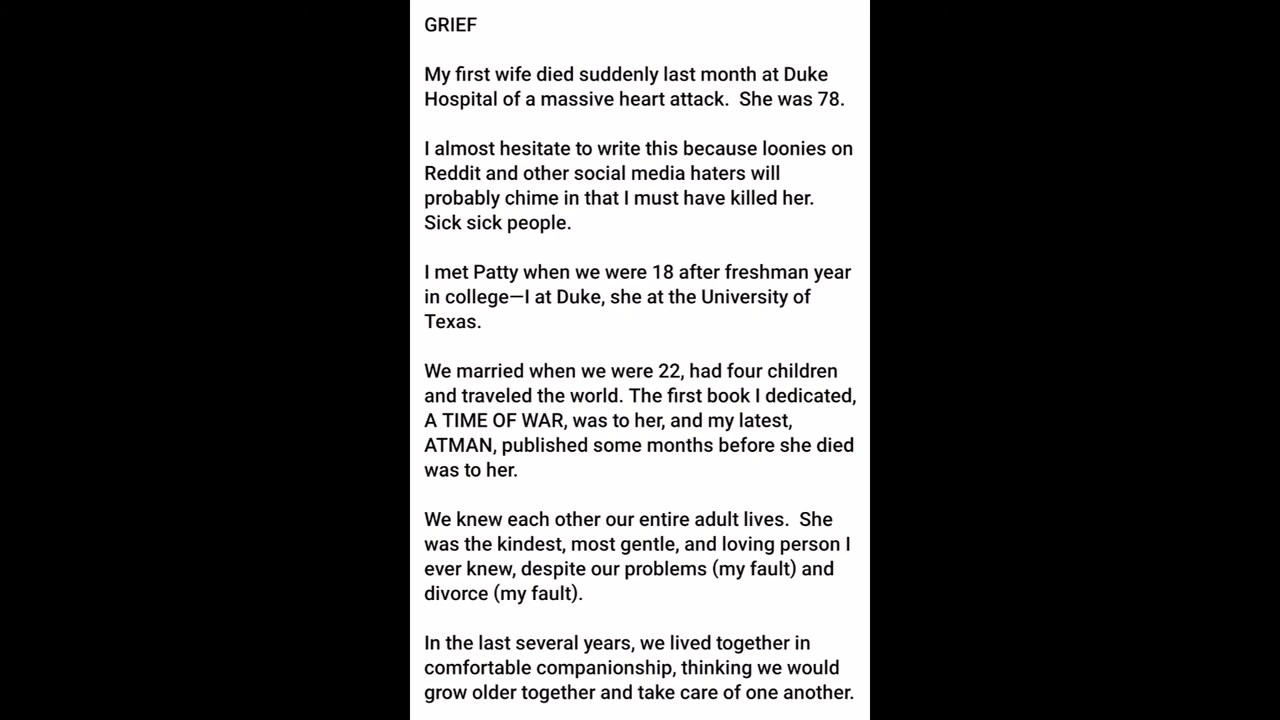 GRIEF
My first wife died suddenly last month at Duke
Hospital of a massive heart attack.  She was 78.
I almost hesitate to write this because loonies on
Reddit and other social media haters will
probably chime in that I must have killed her.
Sick sick people.
I met Patty when we were 18 after freshman year
in college—I at Duke, she at the University of
Texas.
We married when we were 22, had four children
and traveled the world. The first book I dedicated,
A TIME OF WAR, was to her, and my latest,
ATMAN, published some months before she died
was to her.
We knew each other our entire adult lives.  She
was the kindest, most gentle, and loving person I
ever knew, despite our problems (my fault) and
divorce (my fault).
In the last several years, we lived together in
comfortable companionship, thinking we would
grow older together and take care of one another.